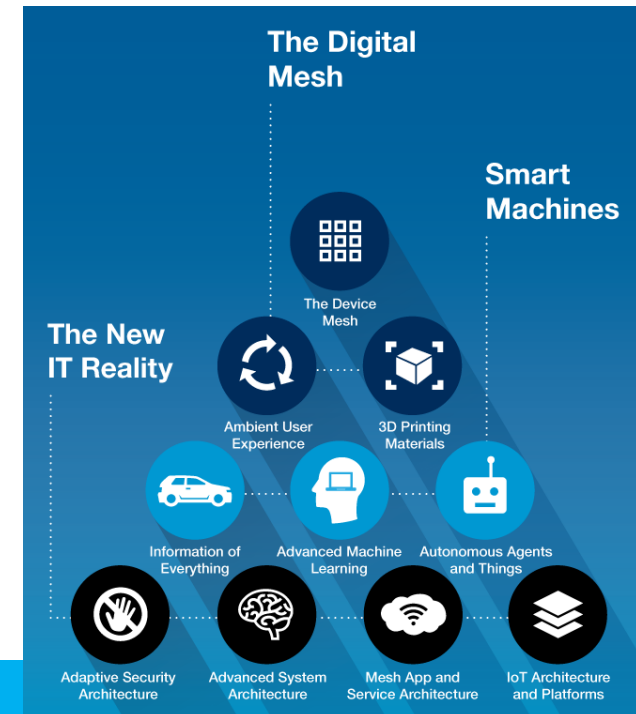 The Digital
Mesh
Smart
Machines
The Device
Mesh
The New
IT Reality
Ambient User
Experience
3D Printing
Materials
Information of
Everything
Advanced Machine
Learning
Autonomous Agents
and Things
Adaptive Security
Architecture
Advanced System
Architecture
Mesh App and
Service Architecture
IoT Architecture
and Platforms